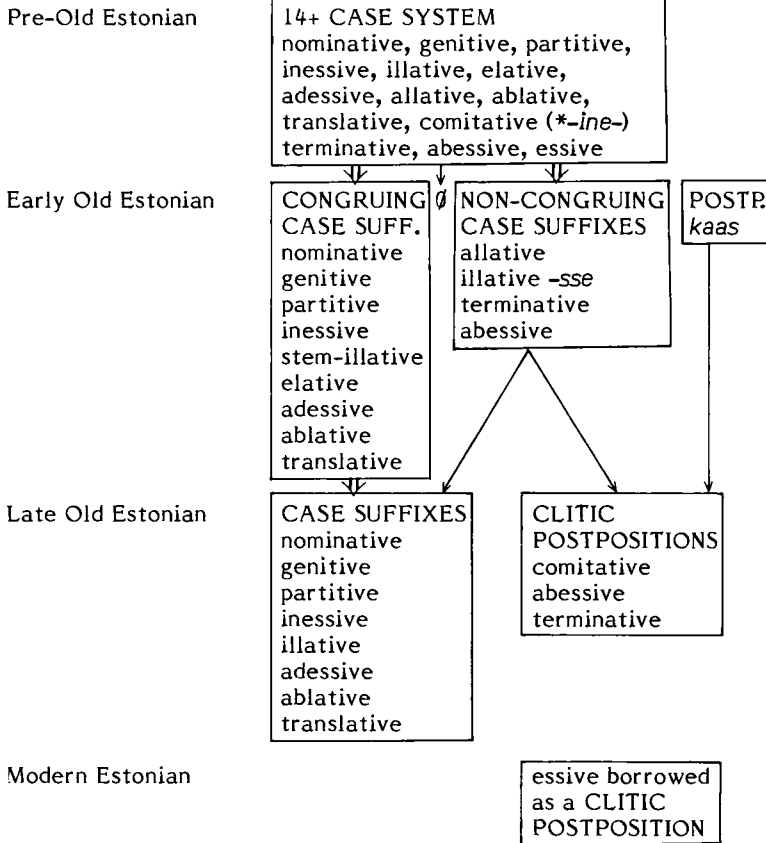 Pre-Old Estonian
14+ CASE SYSTEM
nominative, genitive, partitive,
inessive, illative, elative,
adessive, allative, ablative,
translative, comitative (*-ine-)
terminative, abessive, essive
Early Old Estonian
CONGRUING
CASE SUFF.
nominative
genitive
partitive
inessive
stem-illative
elative
adessive
ablative
translative
Ø
NON-CONGRUING
CASE SUFFIXES
allative
illative -sse
terminative
abessive
POSTP.
kaas
Late Old Estonian
CASE SUFFIXES
nominative
genitive
partitive
inessive
illative
adessive
ablative
translative
CLITIC
POSTPOSITIONS
comitative
abessive
terminative
Modern Estonian
essive borrowed
as a CLITIC
POSTPOSITION